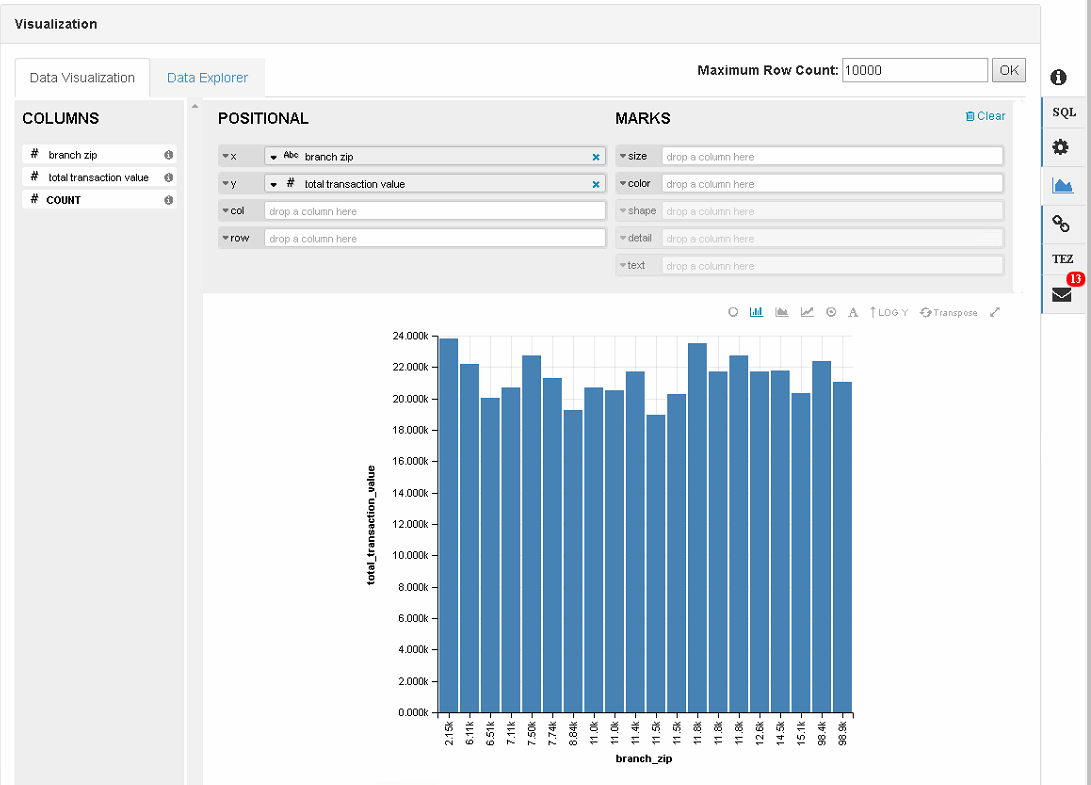 Visualization
Data Visualization
Data Explorer
Maximum Row Count: 10000 OK
COLUMNS
# branch zip
# total transaction value
# COUNT
POSITIONAL
x Abc branch zip
y # total transaction value
col drop a column here
row drop a column here
MARKS
Clear
size drop a column here
color drop a column here
shape drop a column here
detail drop a column here
text drop a column here
SQL
TEZ
13
A LOG Y Transpose
total_transaction_value
24.000k
22.000k
20.000k
18.000k
16.000k
14.000k
12.000k
10.000k
8.000k
6.000k
4.000k
2.000k
0.000k
2.15k 6.11k 6.51k 7.11k 7.50k 7.74k 8.84k 11.0k 11.0k 11.4k 11.5k 11.5k 11.8k 11.8k 11.8k 12.6k 14.5k 15.1k 98.4k 98.9k
branch_zip